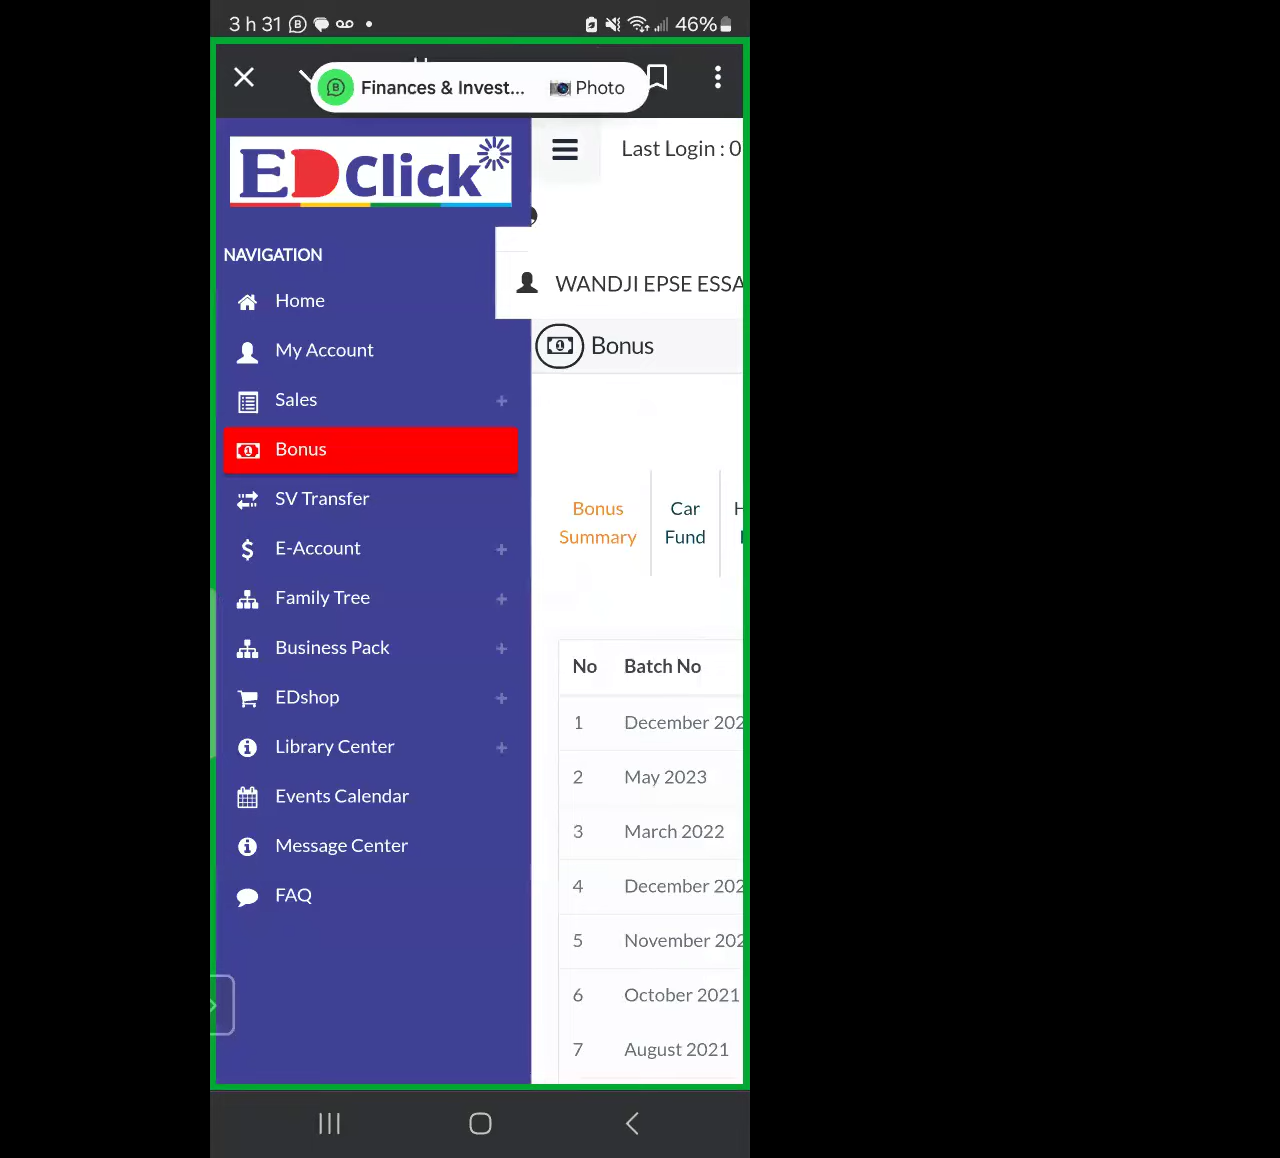 3 h 31
46%
Finances & Invest...
Photo
EDClick
Last Login : 0
NAVIGATION
WANDJI EPSE ESSA
Home
Bonus
My Account
Sales
Bonus
SV Transfer
E-Account
Family Tree
Business Pack
EDshop
Library Center
Events Calendar
Message Center
FAQ
Bonus
Summary
Car
Fund
H
No Batch No
1 December 202
2 May 2023
3 March 2022
4 December 202
5 November 202
6 October 2021
7 August 2021